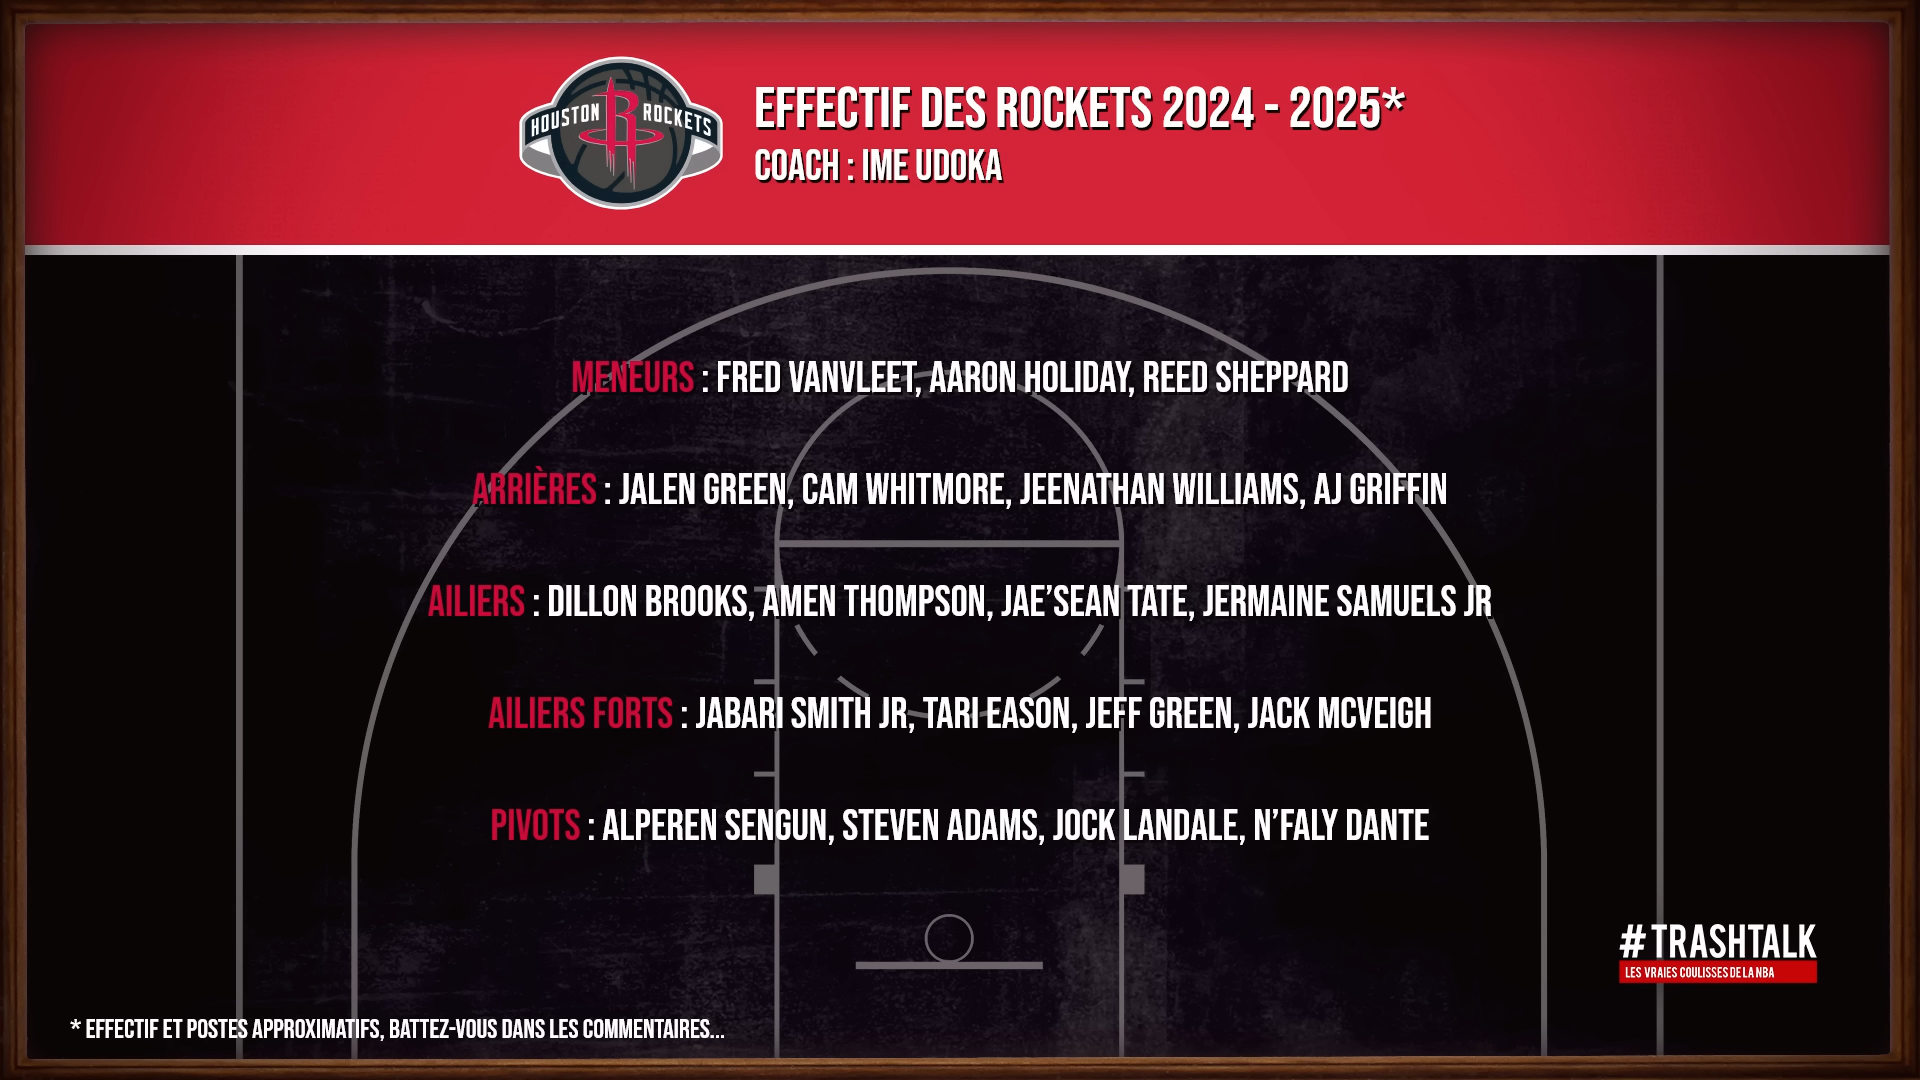 HOUSTON ROCKETS
EFFECTIF DES ROCKETS 2024 - 2025*
COACH : IME UDOKA
MENEURS : FRED VANVLEET, AARON HOLIDAY, REED SHEPPARD
ARRIÈRES : JALEN GREEN, CAM WHITMORE, JEENATHAN WILLIAMS, AJ GRIFFIN
AILIERS : DILLON BROOKS, AMEN THOMPSON, JAE’SEAN TATE, JERMAINE SAMUELS JR
AILIERS FORTS : JABARI SMITH JR, TARI EASON, JEFF GREEN, JACK MCVEIGH
PIVOTS : ALPEREN SENGUN, STEVEN ADAMS, JOCK LANDALE, N’FALY DANTE
#TRASHTALK
LES VRAIES COULISSES DE LA NBA
* EFFECTIF ET POSTES APPROXIMATIFS, BATTEZ-VOUS DANS LES COMMENTAIRES...